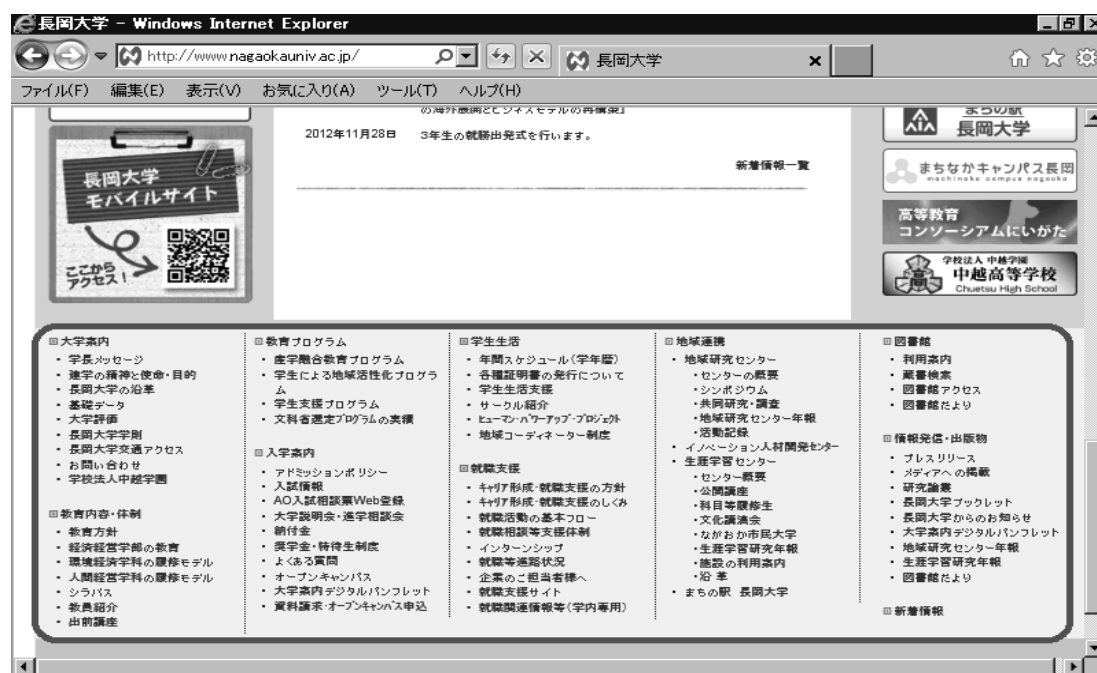 長岡大学 - Windows Internet Explorer
http://www.nagaokauniv.ac.jp/
長岡大学
ファイル(F) 編集(E) 表示(V) お気に入り(A) ツール(T) ヘルプ(H)
の海外展開とビジネスモデルの再構築』
2012年11月28日 3年生の就勝出発式を行います。
新着情報一覧
長岡大学
モバイルサイト
ここから
アクセス!
まちの駅
長岡大学
まちなかキャンパス長岡
machinaka campus nagaoka
高等教育
コンソーシアムにいがた
学校法人 中越学園
中越高等学校
Chuetsu High School
大学案内
・学長メッセージ
・建学の精神と使命・目的
・長岡大学の沿革
・基礎データ
・大学評価
・長岡大学学則
・長岡大学交通アクセス
・お問い合わせ
・学校法人中越学園
教育内容・体制
・教育方針
・経済経営学部の教育
・環境経済学科の履修モデル
・人間経営学科の履修モデル
・シラバス
・教員紹介
・出前講座
教育プログラム
・産学融合教育プログラム
・学生による地域活性化プログラ
ム
・学生支援プログラム
・文科省選定プログラムの実績
入学案内
・アドミッションポリシー
・入試情報
・AO入試相談票Web登録
・大学説明会・進学相談会
・納付金
・奨学金・特待生制度
・よくある質問
・オープンキャンパス
・大学案内デジタルパンフレット
・資料請求・オープンキャンパス申込
学生生活
・年間スケジュール(学年暦)
・各種証明書の発行について
・学生生活支援
・サークル紹介
・ヒューマン・パワーアップ・プロジェクト
・地域コーディネーター制度
就職支援
・キャリア形成・就職支援の方針
・キャリア形成・就職支援のしくみ
・就職活動の基本フロー
・就職相談等支援体制
・インターンシップ
・就職等進路状況
・企業のご担当者様へ
・就職支援サイト
・就職関連情報等(学内専用)
地域連携
・地域研究センター
・センターの概要
・シンポジウム
・共同研究・調査
・地域研究センター年報
・活動記録
・イノベーション人材開発センター
・生涯学習センター
・センター概要
・公開講座
・科目等履修生
・文化講演会
・ながおか市民大学
・生涯学習研究年報
・施設の利用案内
・沿 革
・まちの駅 長岡大学
図書館
・利用案内
・蔵書検索
・図書館アクセス
・図書館たより
情報発信・出版物
・プレスリリース
・メディアへの掲載
・研究論叢
・長岡大学ブックレット
・長岡大学からのお知らせ
・大学案内デジタルパンフレット
・地域研究センター年報
・生涯学習研究年報
・図書館たより
新着情報